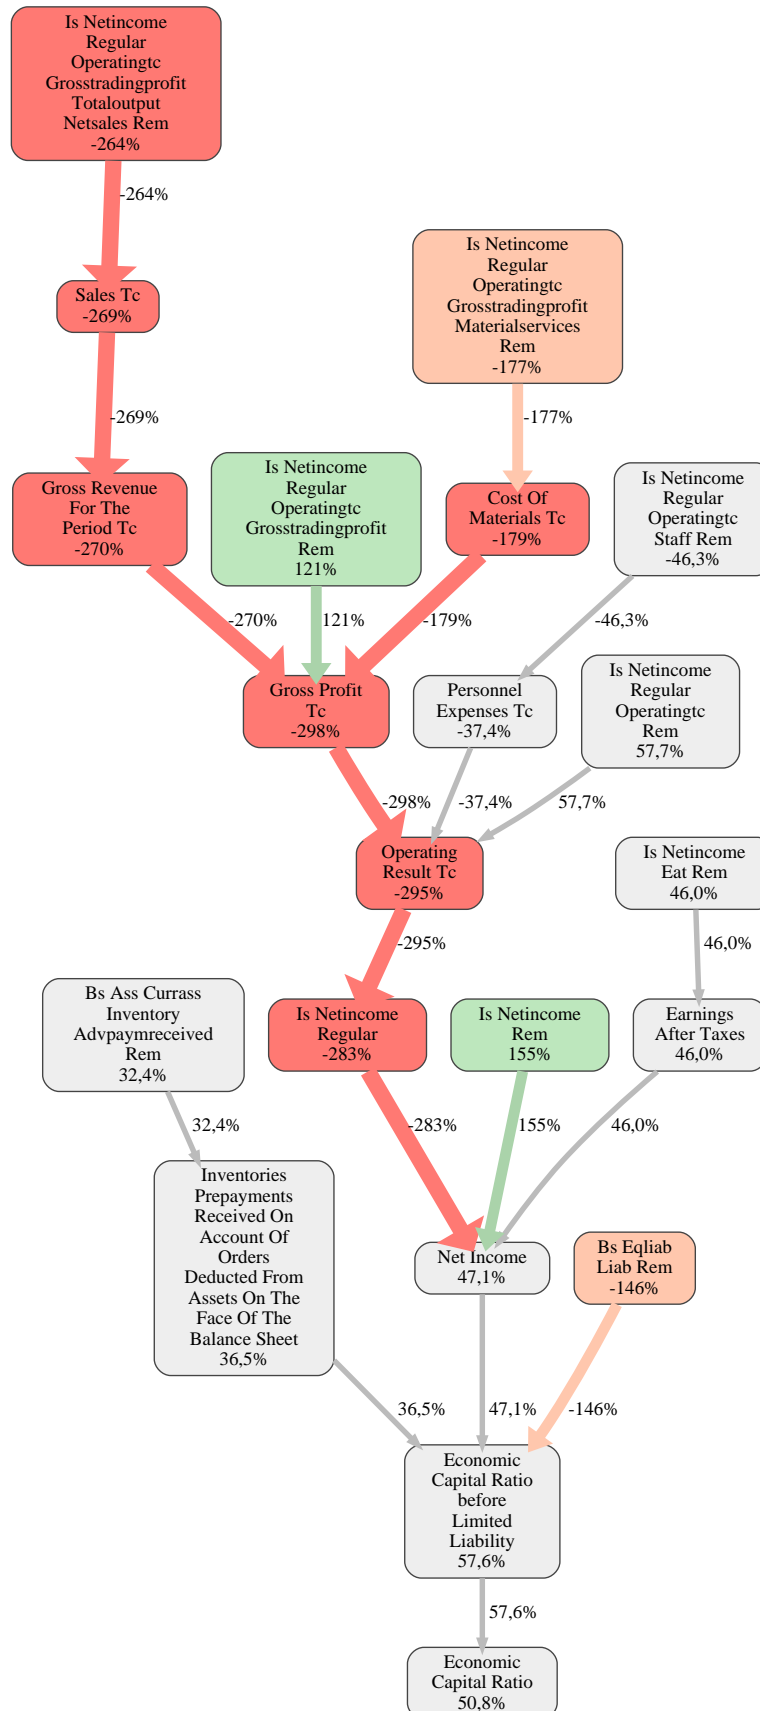 Is Netincome
Regular
Operatingtc
Grosstradingprofit
Totaloutput
Netsales Rem
-264%
-264%
Sales Tc
-269%
Is Netincome
Regular
Operatingtc
Grosstradingprofit
Materialservices
Rem
-177%
-269%
-177%
Gross Revenue
For The
Period Tc
-270%
Is Netincome
Regular
Operatingtc
Grosstradingprofit
Rem
121%
Cost Of
Materials Tc
-179%
Is Netincome
Regular
Operatingtc
Staff Rem
-46,3%
-270%
121%
-179%
-46,3%
Gross Profit
Tc
-298%
Personnel
Expenses Tc
-37,4%
Is Netincome
Regular
Operatingtc
Rem
57,7%
-298%
-37,4%
57,7%
Operating
Result Tc
-295%
Is Netincome
Eat Rem
46,0%
-295%
46,0%
Bs Ass Currass
Inventory
Advpaymreceived
Rem
32,4%
Is Netincome
Regular
-283%
Is Netincome
Rem
155%
Earnings
After Taxes
46,0%
32,4%
-283%
155%
46,0%
Inventories
Prepayments
Received On
Account Of
Orders
Deducted From
Assets On The
Face Of The
Balance Sheet
36,5%
Net Income
47,1%
Bs Eqliab
Liab Rem
-146%
36,5%
47,1%
-146%
Economic
Capital Ratio
before
Limited
Liability
57,6%
57,6%
Economic
Capital Ratio
50,8%